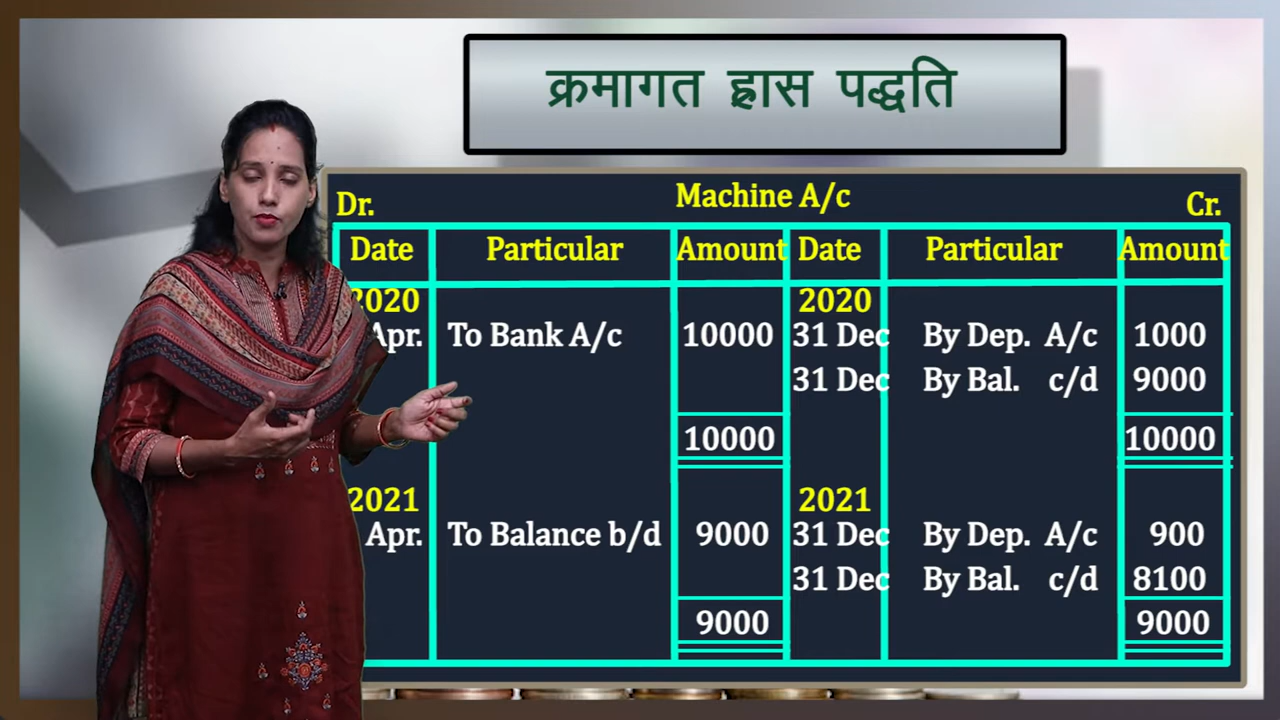 क्रमागत ह्रास पद्धति
Machine A/c
Dr. Cr.
Date Particular Amount Date Particular Amount
2020 2020
Apr. To Bank A/c 10000 31 Dec By Dep. A/c 1000
31 Dec By Bal. c/d 9000
10000 10000
2021 2021
Apr. To Balance b/d 9000 31 Dec By Dep. A/c 900
31 Dec By Bal. c/d 8100
9000 9000